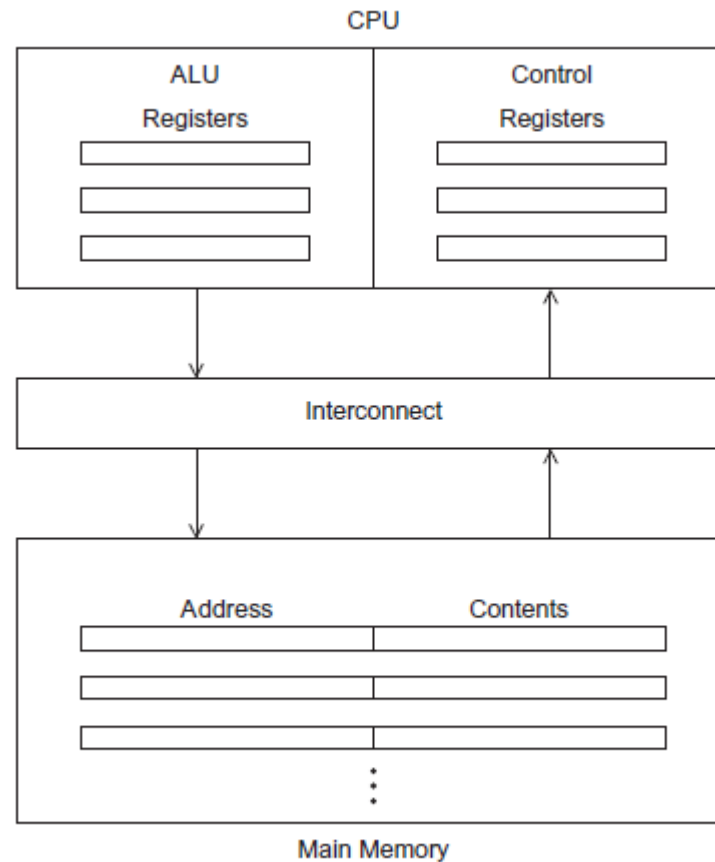 CPU
ALU
Control
Registers
Registers
Interconnect
Address
Contents
Main Memory